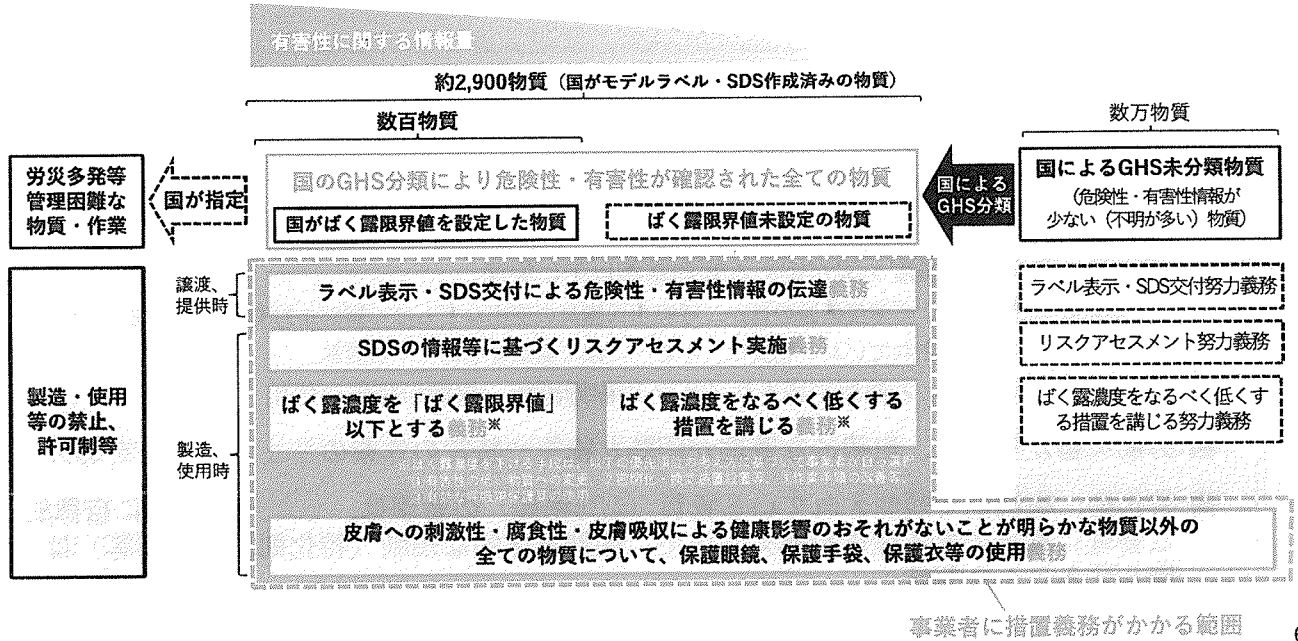 有害性に関する情報量
約2,900物質（国がモデルラベル・SDS作成済みの物質）
数百物質
数万物質
労災多発等
管理困難な
物質・作業
国が指定
国のGHS分類により危険性・有害性が確認された全ての物質
国がばく露限界値を設定した物質
ばく露限界値未設定の物質
国による
GHS分類
国によるGHS未分類物質
（危険性・有害性情報が
少ない（不明が多い）物質）
製造・使用
等の禁止、
許可制等
譲渡、
提供時
ラベル表示・SDS交付による危険性・有害性情報の伝達義務
製造、
使用時
SDSの情報等に基づくリスクアセスメント実施義務
ばく露濃度を「ばく露限界値」
以下とする義務※
ばく露濃度をなるべく低くする
措置を講じる義務※
皮膚への刺激性・腐食性・皮膚吸収による健康影響のおそれがないことが明らかな物質以外の
全ての物質について、保護眼鏡、保護手袋、保護衣等の使用義務
ラベル表示・SDS交付努力義務
リスクアセスメント努力義務
ばく露濃度をなるべく低くす
る措置を講じる努力義務
事業者に措置義務がかかる範囲